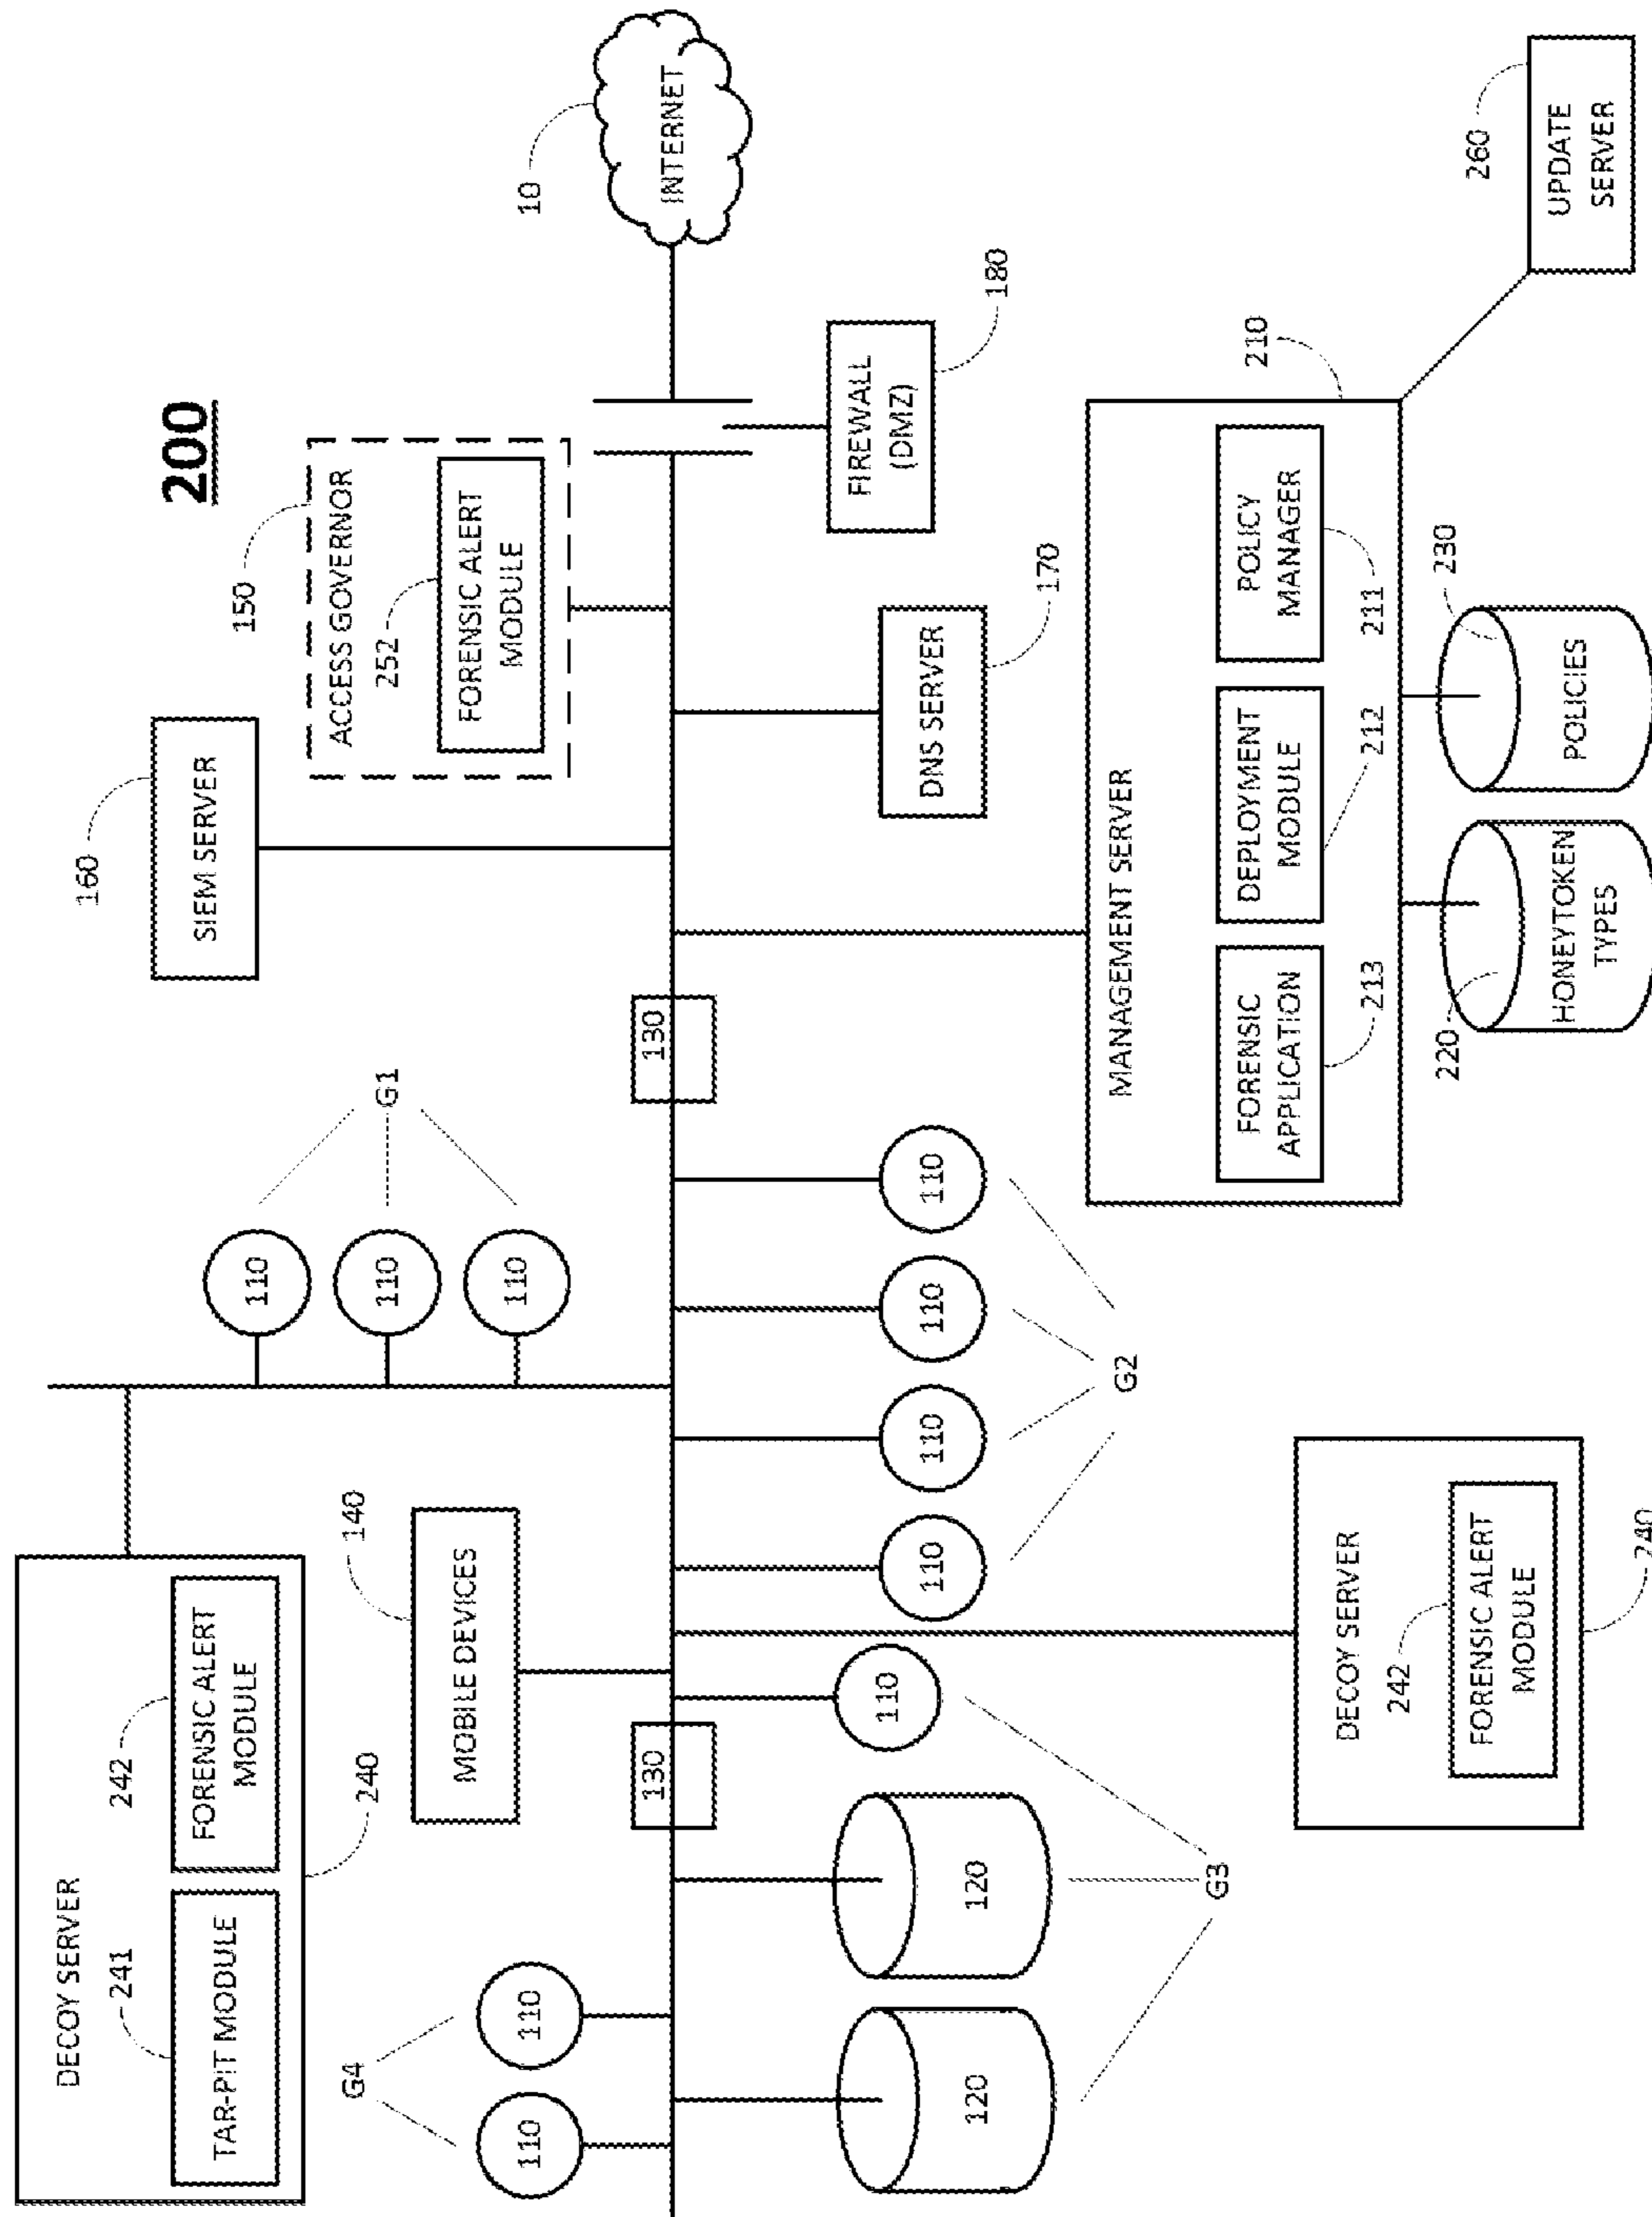 200
DECOY SERVER
241
TAR-PIT MODULE
242
FORENSIC ALERT
MODULE
240
G4
110
110
140
MOBILE DEVICES
110
110
110
G1
160
SIEM SERVER
150
ACCESS GOVERNOR
252
FORENSIC ALERT
MODULE
10
INTERNET
130
130
120
120
110
G3
110
110
110
110
G2
DNS SERVER
170
FIREWALL
(DMZ)
180
DECOY SERVER
242
FORENSIC ALERT
MODULE
240
MANAGEMENT SERVER
210
FORENSIC
APPLICATION
213
DEPLOYMENT
MODULE
212
POLICY
MANAGER
211
220
HONEYTOKEN
TYPES
230
POLICIES
260
UPDATE
SERVER